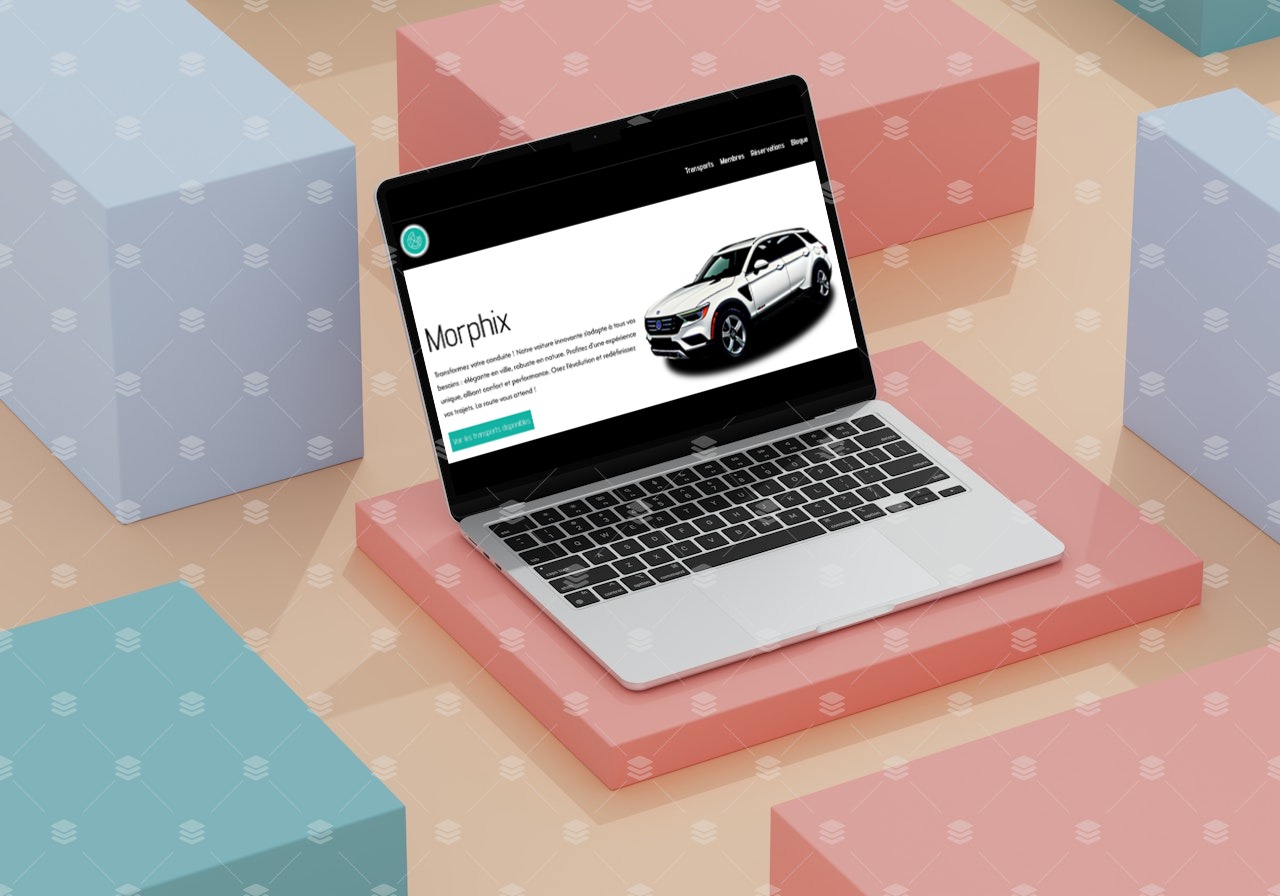 Transports Membres Réservations Bloque
Morphix
Transformez votre conduite ! Notre voiture innovante s'adapte à tous vos
besoins : élégante en ville, robuste en nature. Profitez d'une expérience
unique, alliant confort et performance. Osez l'évolution et redéfinissez
vos trajets. La route vous attend !
Voir les transports disponibles